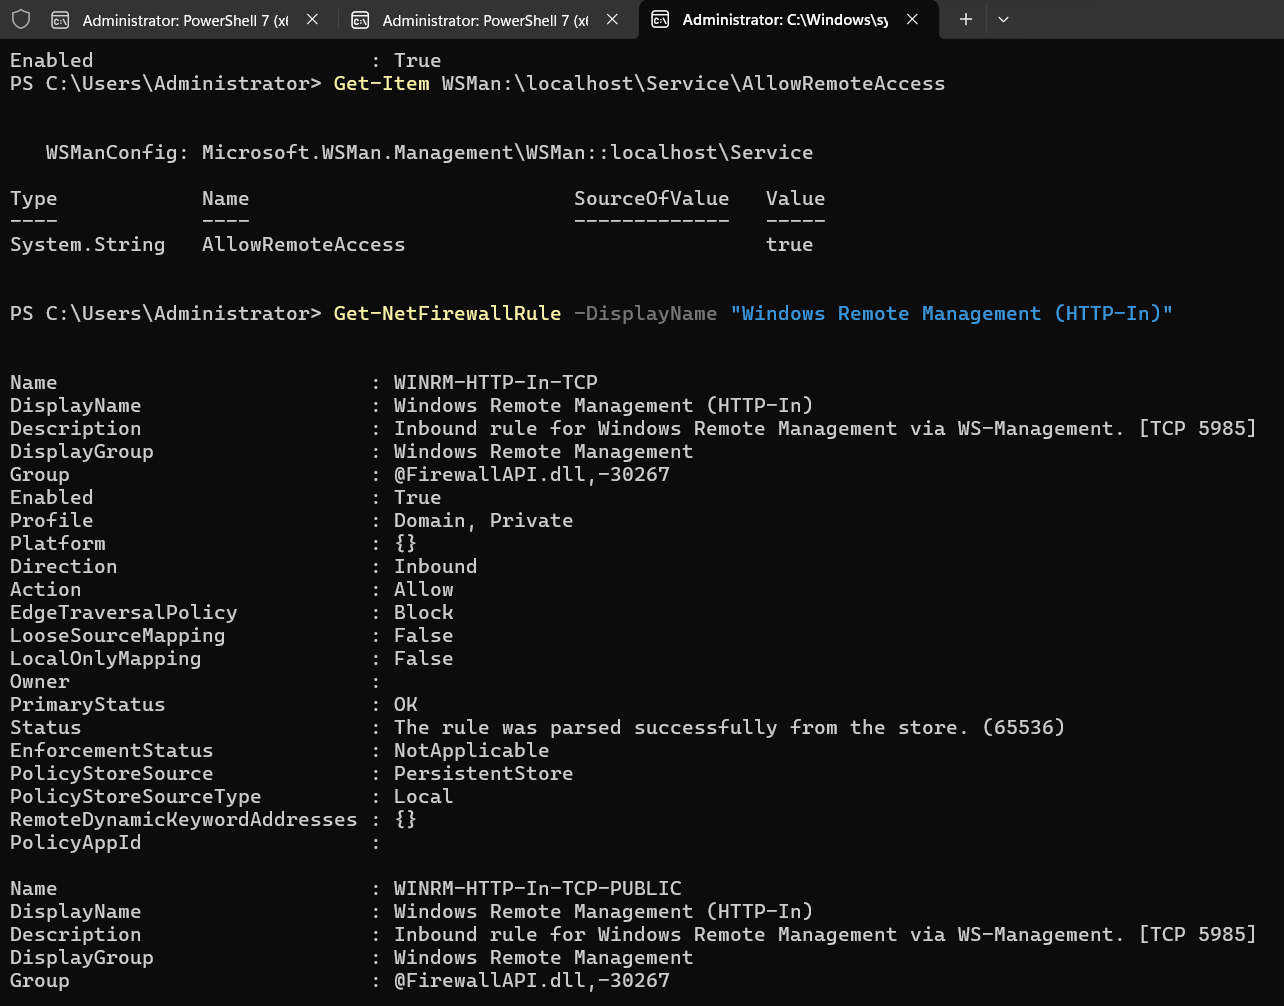 Administrator: PowerShell 7 (x
Administrator: PowerShell 7 (x
Administrator: C:\Windows\sy
Enabled : True
PS C:\Users\Administrator> Get-Item WSMan:\localhost\Service\AllowRemoteAccess
WSManConfig: Microsoft.WSMan.Management\WSMan::localhost\Service
Type Name SourceOfValue Value
---- ---- ------------- -----
System.String AllowRemoteAccess true
PS C:\Users\Administrator> Get-NetFirewallRule -DisplayName "Windows Remote Management (HTTP-In)"
Name : WINRM-HTTP-In-TCP
DisplayName : Windows Remote Management (HTTP-In)
Description : Inbound rule for Windows Remote Management via WS-Management. [TCP 5985]
DisplayGroup : Windows Remote Management
Group : @FirewallAPI.dll,-30267
Enabled : True
Profile : Domain, Private
Platform : {}
Direction : Inbound
Action : Allow
EdgeTraversalPolicy : Block
LooseSourceMapping : False
LocalOnlyMapping : False
Owner :
PrimaryStatus : OK
Status : The rule was parsed successfully from the store. (65536)
EnforcementStatus : NotApplicable
PolicyStoreSource : PersistentStore
PolicyStoreSourceType : Local
RemoteDynamicKeywordAddresses : {}
PolicyAppId :
Name : WINRM-HTTP-In-TCP-PUBLIC
DisplayName : Windows Remote Management (HTTP-In)
Description : Inbound rule for Windows Remote Management via WS-Management. [TCP 5985]
DisplayGroup : Windows Remote Management
Group : @FirewallAPI.dll,-30267